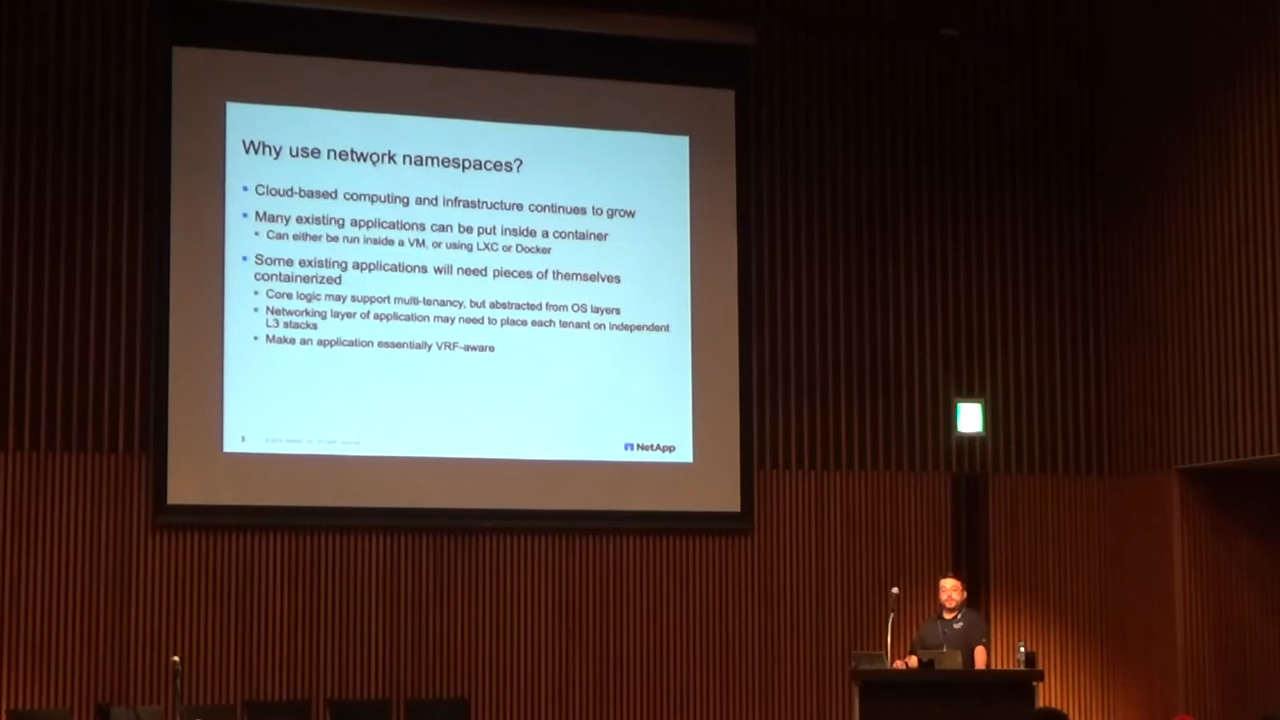 Why use network namespaces?
Cloud-based computing and infrastructure continues to grow
Many existing applications can be put inside a container
Can either be run inside a VM, or using LXC or Docker
Some existing applications will need pieces of themselves
containerized
Core logic may support multi-tenancy, but abstracted from OS layers
Networking layer of application may need to place each tenant on independent
L3 stacks
Make an application essentially VRF-aware
3
NetApp